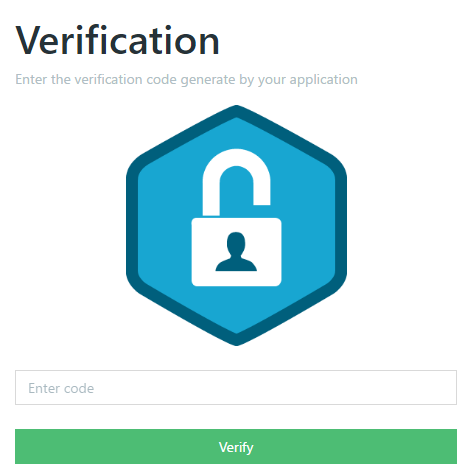 Verification
Enter the verification code generate by your application
Enter code
Verify